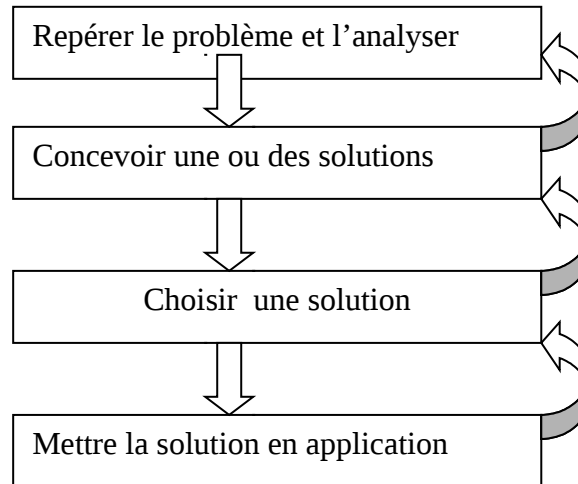 Repérer le problème et l’analyser
Concevoir une ou des solutions
Choisir une solution
Mettre la solution en application